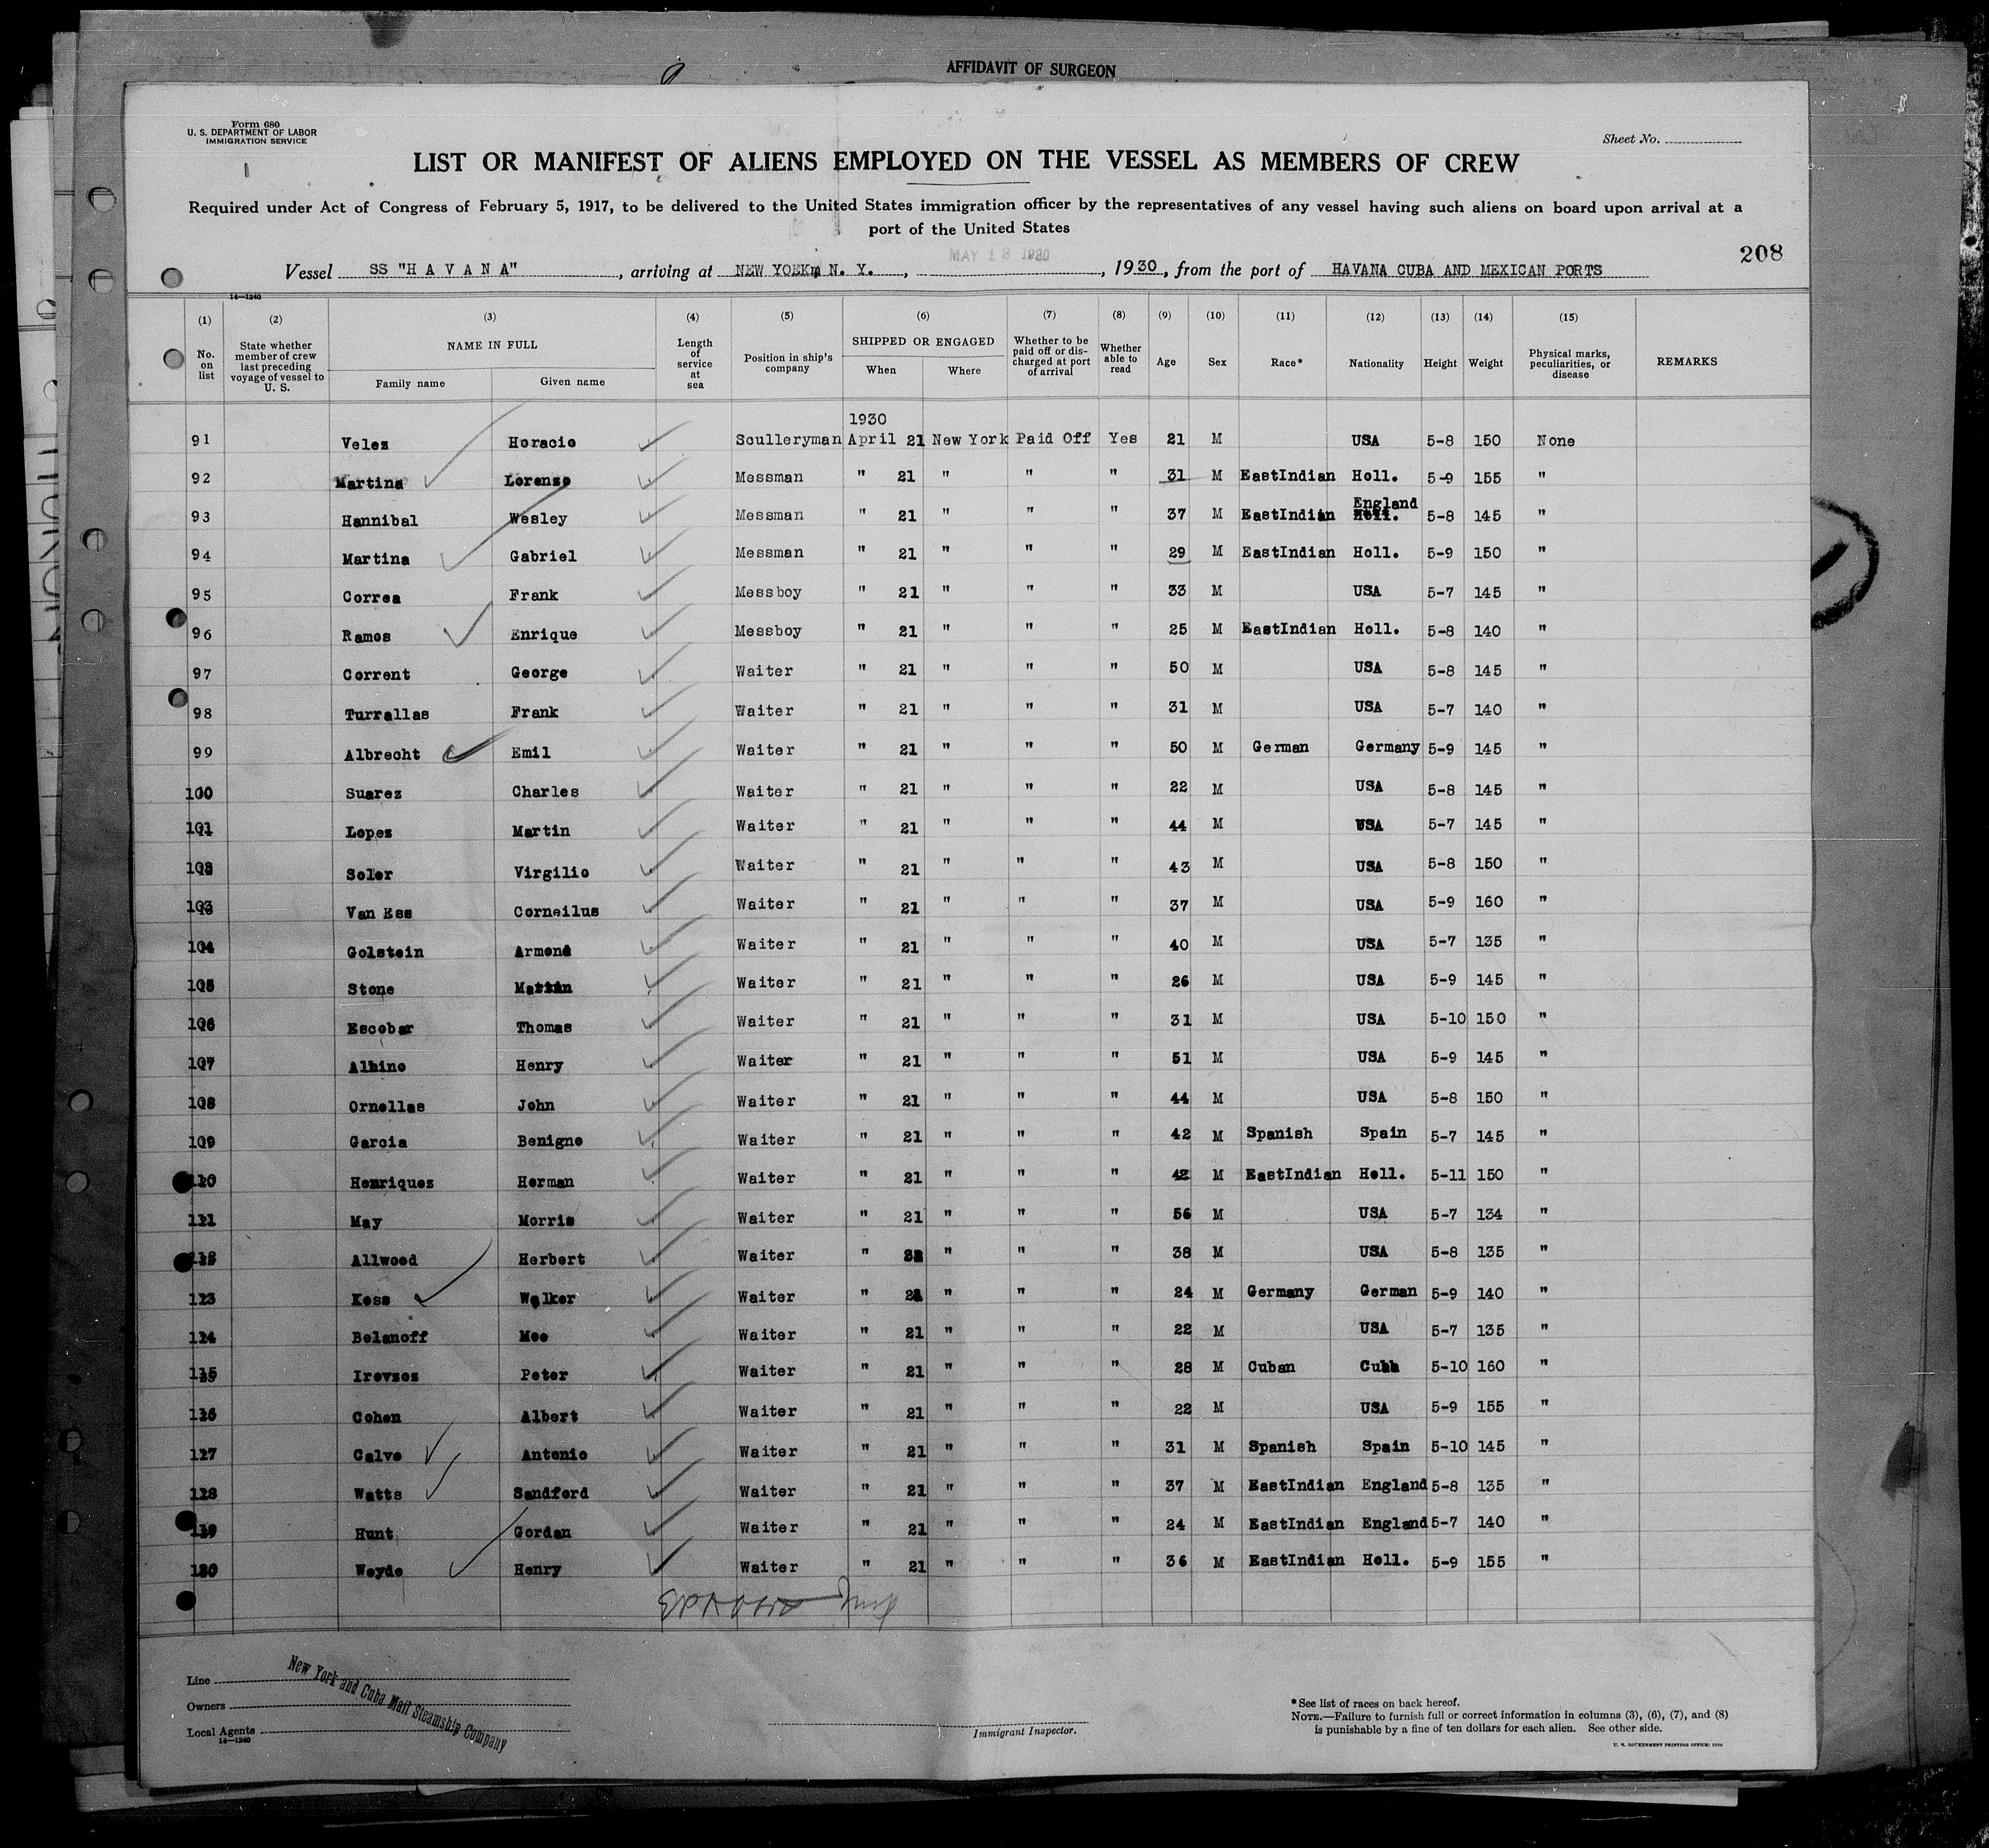 AFFIDAVIT OF SURGEON
Form 680
U. S. DEPARTMENT OF LABOR
IMMIGRATION SERVICE
Sheet No.
LIST OR MANIFEST OF ALIENS EMPLOYED ON THE VESSEL AS MEMBERS OF CREW
Required under Act of Congress of February 5, 1917, to be delivered to the United States immigration officer by the representatives of any vessel having such aliens on board upon arrival at a
port of the United States
208
MAY 13 1930
Vessel SS "H A V A N A", arriving at NEW YORK, N. Y., 1930, from the port of HAVANA CUBA AND MEXICAN PORTS
14—1240
(1) (2) (3) (4) (5) (6) (7) (8) (9) (10) (11) (12) (13) (14) (15)
No. on list
State whether member of crew last preceding voyage of vessel to U. S.
NAME IN FULL
Family name Given name
Length of service at sea
Position in ship's company
SHIPPED OR ENGAGED
When Where
Whether to be paid off or discharged at port of arrival
Whether able to read
Age Sex Race* Nationality Height Weight
Physical marks, peculiarities, or disease
REMARKS
1930
91 Velez Horacio Sculleryman April 21 New York Paid Off Yes 21 M USA 5-8 150 None
92 Martina Lorenzo Messman " 21 " " " 31 M EastIndian Holl. 5-9 155 "
England
93 Hannibal Wesley Messman " 21 " " " 37 M EastIndian Holl. 5-8 145 "
94 Martina Gabriel Messman " 21 " " " 29 M EastIndian Holl. 5-9 150 "
95 Correa Frank Messboy " 21 " " " 33 M USA 5-7 145 "
96 Ramos Enrique Messboy " 21 " " " 25 M EastIndian Holl. 5-8 140 "
97 Corrent George Waiter " 21 " " " 50 M USA 5-8 145 "
98 Turrallas Frank Waiter " 21 " " " 31 M USA 5-7 140 "
99 Albrecht Emil Waiter " 21 " " " 50 M German Germany 5-9 145 "
100 Suarez Charles Waiter " 21 " " " 22 M USA 5-8 145 "
101 Lopez Martin Waiter " 21 " " " 44 M USA 5-7 145 "
102 Soler Virgilio Waiter " 21 " " " 43 M USA 5-8 150 "
103 Van Ess Corneilus Waiter " 21 " " " 37 M USA 5-9 160 "
104 Golstein Armond Waiter " 21 " " " 40 M USA 5-7 135 "
105 Stone Waiter " 21 " " " 26 M USA 5-9 145 "
106 Escobar Thomas Waiter " 21 " " " 31 M USA 5-10 150 "
107 Albino Henry Waiter " 21 " " " 51 M USA 5-9 145 "
108 Ornellas John Waiter " 21 " " " 44 M USA 5-8 150 "
109 Garcia Benigno Waiter " 21 " " " 42 M Spanish Spain 5-7 145 "
110 Henriquez Herman Waiter " 21 " " " 42 M EastIndian Holl. 5-11 150 "
111 May Morris Waiter " 21 " " " 56 M USA 5-7 134 "
112 Allwood Herbert Waiter " " " " 38 M USA 5-8 135 "
113 Koss Walker Waiter " 21 " " " 24 M Germany German 5-9 140 "
114 Belanoff Moe Waiter " 21 " " " 22 M USA 5-7 135 "
115 Irovzos Peter Waiter " 21 " " " 28 M Cuban Cuba 5-10 160 "
116 Cohen Albert Waiter " 21 " " " 22 M USA 5-9 155 "
117 Calvo Antonio Waiter " 21 " " " 31 M Spanish Spain 5-10 145 "
118 Watts Sandford Waiter " 21 " " " 37 M EastIndian England 5-8 135 "
119 Hunt Gordan Waiter " 21 " " " 24 M EastIndian England 5-7 140 "
120 Weyde Henry Waiter " 21 " " " 36 M EastIndian Holl. 5-9 155 "
Line
Owners
Local Agents
14—1240
New York and Cuba Mail Steamship Company
Immigrant Inspector.
*See list of races on back hereof.
NOTE.—Failure to furnish full or correct information in columns (3), (6), (7), and (8)
is punishable by a fine of ten dollars for each alien. See other side.
U. S. GOVERNMENT PRINTING OFFICE: 1929